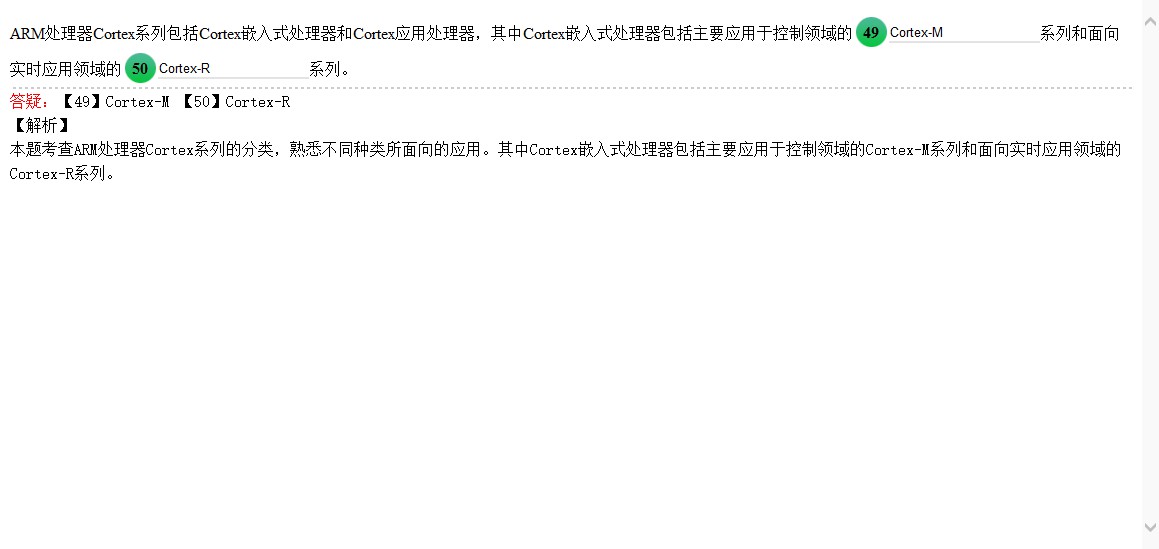 ARM处理器Cortex系列包括Cortex嵌入式处理器和Cortex应用处理器，其中Cortex嵌入式处理器包括主要应用于控制领域的 49 Cortex-M 系列和面向
实时应用领域的 50 Cortex-R 系列。
答疑：【49】Cortex-M 【50】Cortex-R
【解析】
本题考查ARM处理器Cortex系列的分类，熟悉不同种类所面向的应用。其中Cortex嵌入式处理器包括主要应用于控制领域的Cortex-M系列和面向实时应用领域的
Cortex-R系列。